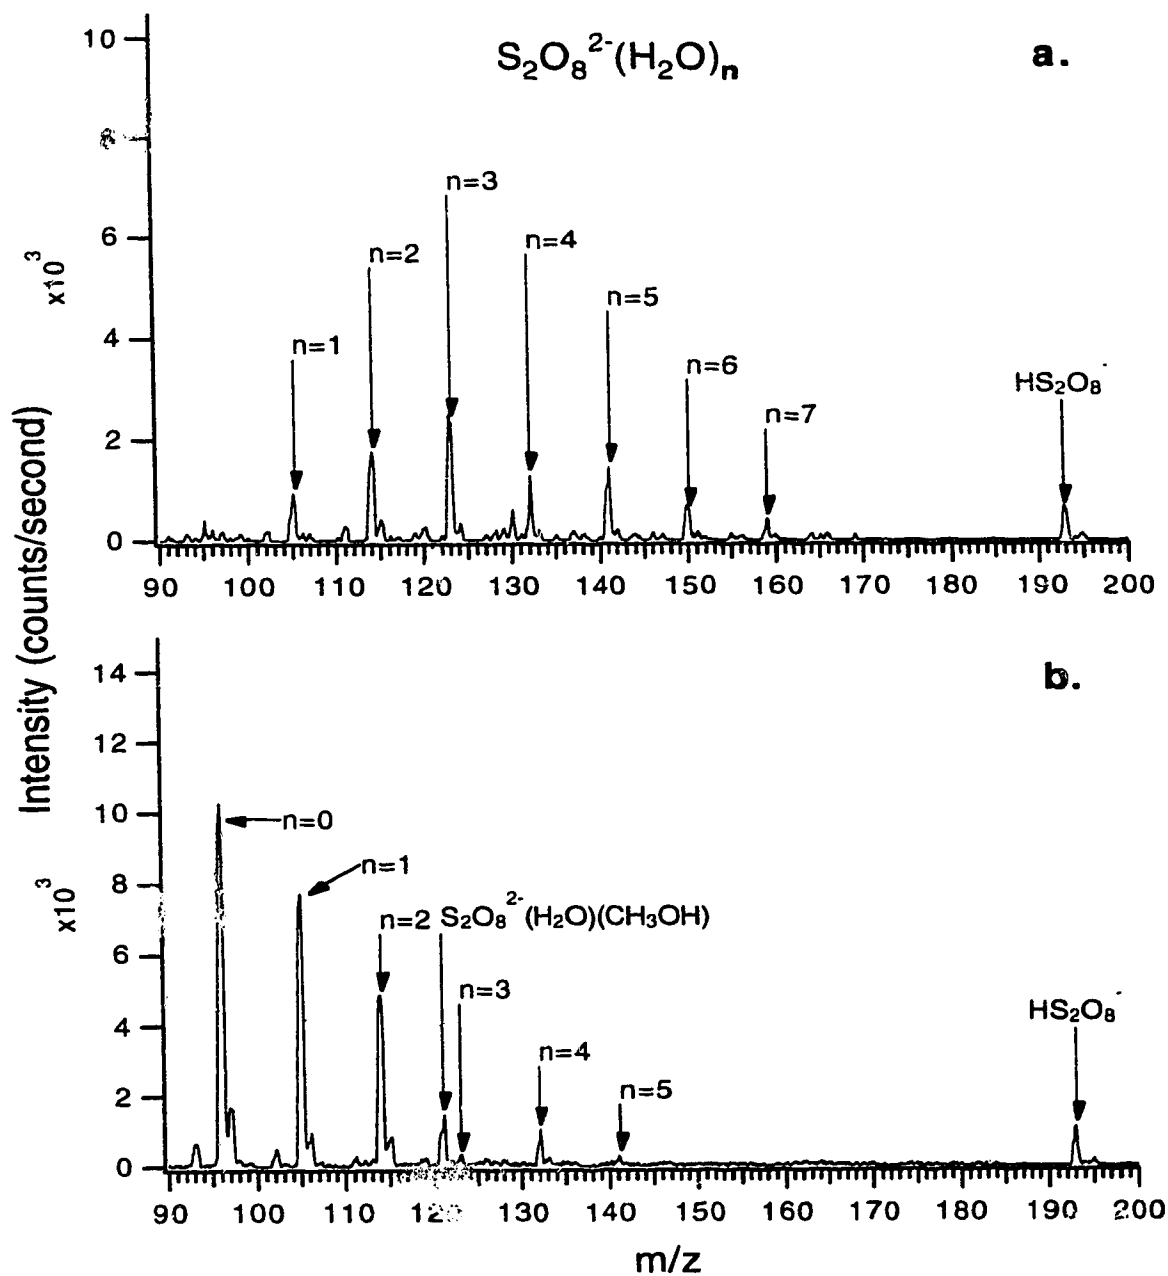 S₂O₈²⁻(H₂O)ₙ
a.
10
8
6
4
2
0
x10³
n=1
n=2
n=3
n=4
n=5
n=6
n=7
HS₂O₈⁻
90 100 110 120 130 140 150 160 170 180 190 200
Intensity (counts/second)
b.
14
12
10
8
6
4
2
0
x10³
n=0
n=1
n=2 S₂O₈²⁻(H₂O)(CH₃OH)
n=3
n=4
n=5
HS₂O₈⁻
90 100 110 120 130 140 150 160 170 180 190 200
m/z